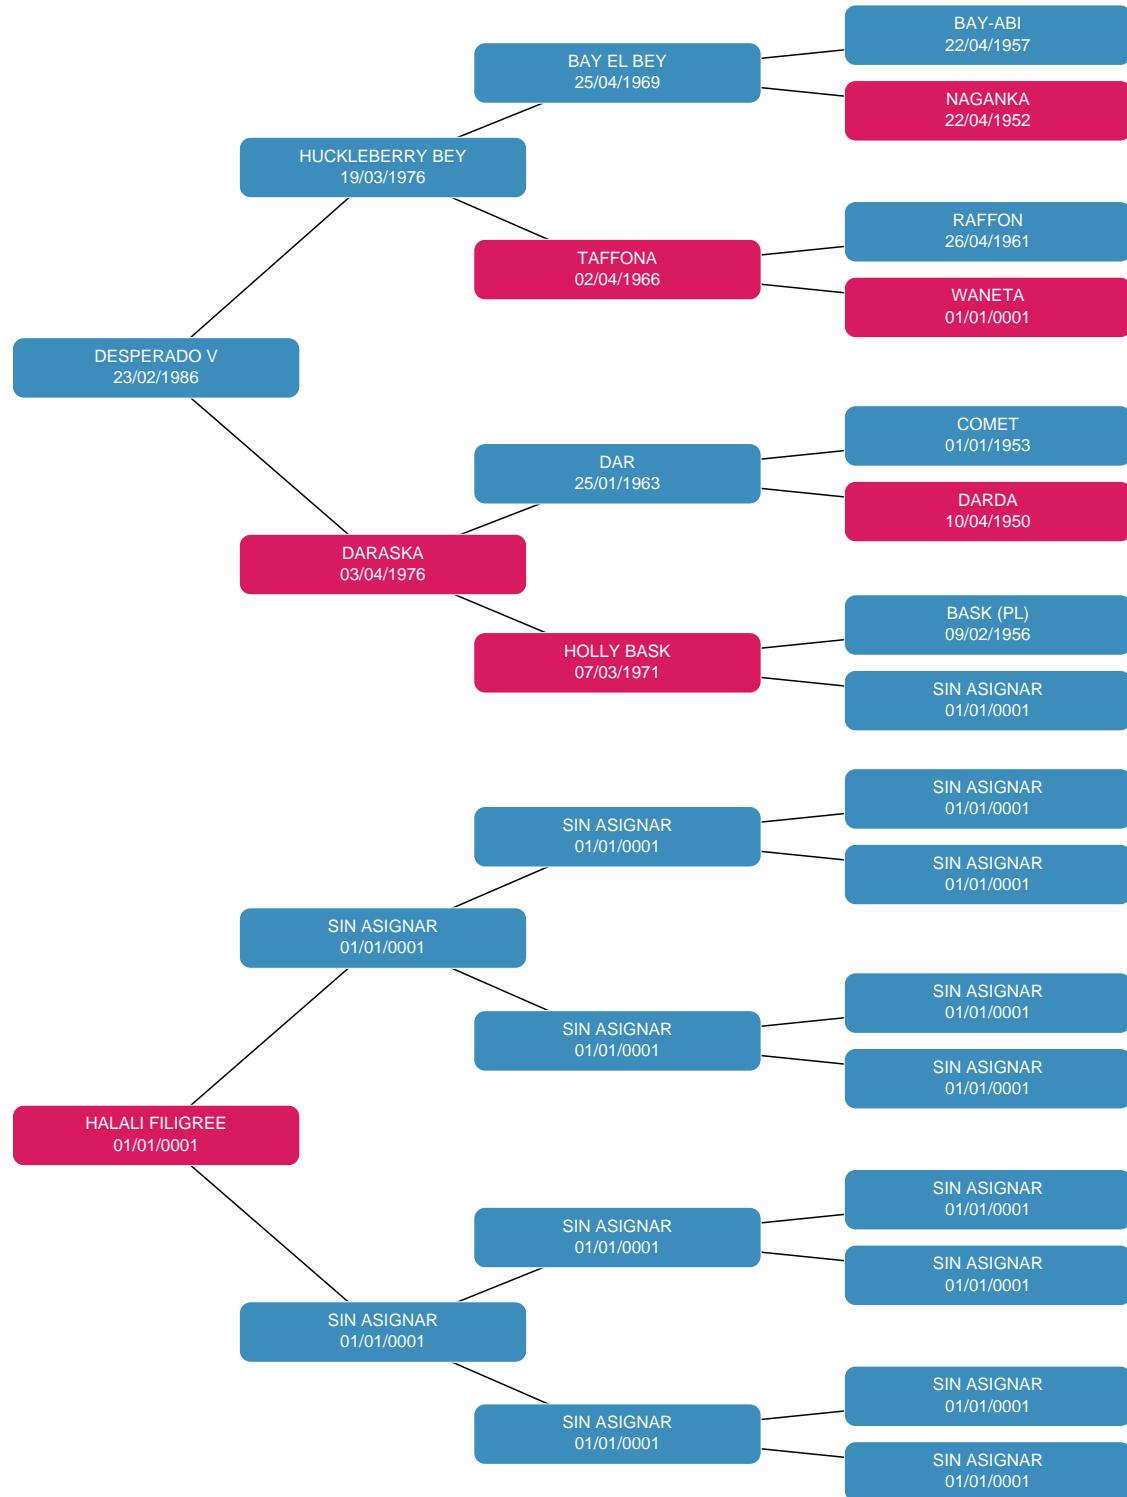 BAY-ABI
22/04/1957
BAY EL BEY
25/04/1969
NAGANKA
22/04/1952
HUCKLEBERRY BEY
19/03/1976
RAFFON
26/04/1961
TAFFONA
02/04/1966
WANETA
01/01/0001
DESPERADO V
23/02/1986
COMET
01/01/1953
DAR
25/01/1963
DARDA
10/04/1950
DARASKA
03/04/1976
BASK (PL)
09/02/1956
HOLLY BASK
07/03/1971
SIN ASIGNAR
01/01/0001
SIN ASIGNAR
01/01/0001
SIN ASIGNAR
01/01/0001
SIN ASIGNAR
01/01/0001
SIN ASIGNAR
01/01/0001
SIN ASIGNAR
01/01/0001
SIN ASIGNAR
01/01/0001
SIN ASIGNAR
01/01/0001
HALALI FILIGREE
01/01/0001
SIN ASIGNAR
01/01/0001
SIN ASIGNAR
01/01/0001
SIN ASIGNAR
01/01/0001
SIN ASIGNAR
01/01/0001
SIN ASIGNAR
01/01/0001
SIN ASIGNAR
01/01/0001
SIN ASIGNAR
01/01/0001